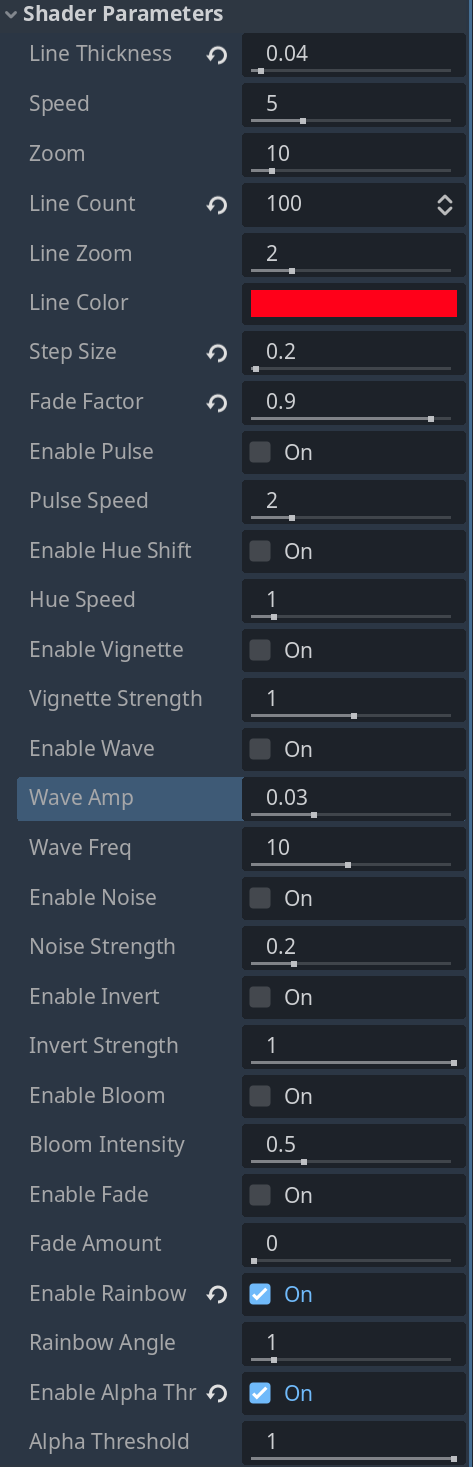 Shader Parameters
Line Thickness 0.04
Speed 5
Zoom 10
Line Count 100
Line Zoom 2
Line Color
Step Size 0.2
Fade Factor 0.9
Enable Pulse On
Pulse Speed 2
Enable Hue Shift On
Hue Speed 1
Enable Vignette On
Vignette Strength 1
Enable Wave On
Wave Amp 0.03
Wave Freq 10
Enable Noise On
Noise Strength 0.2
Enable Invert On
Invert Strength 1
Enable Bloom On
Bloom Intensity 0.5
Enable Fade On
Fade Amount 0
Enable Rainbow On
Rainbow Angle 1
Enable Alpha Thr On
Alpha Threshold 1